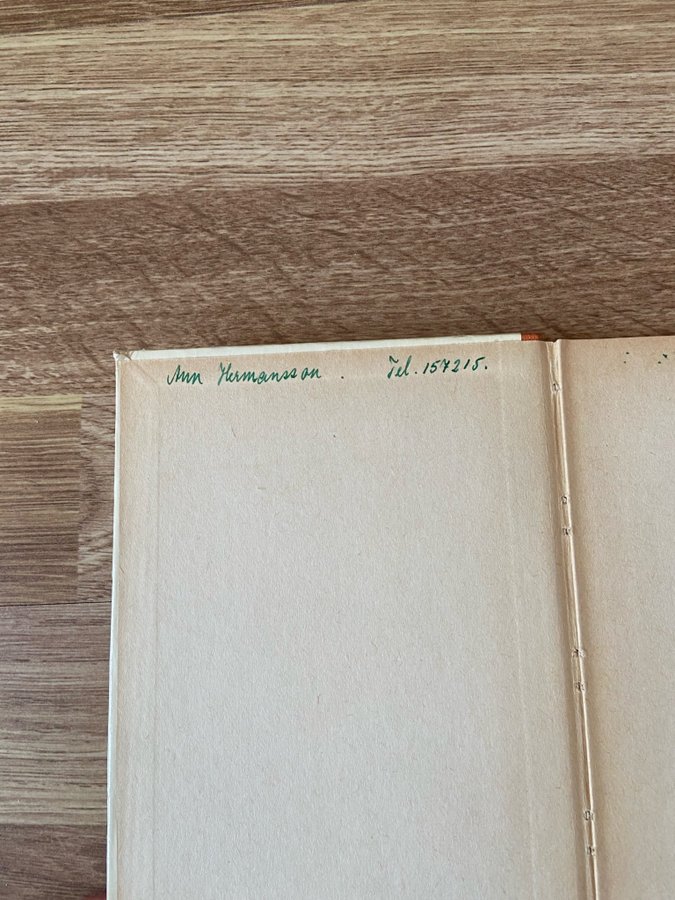 Ann Hermansson . Tel. 157215.